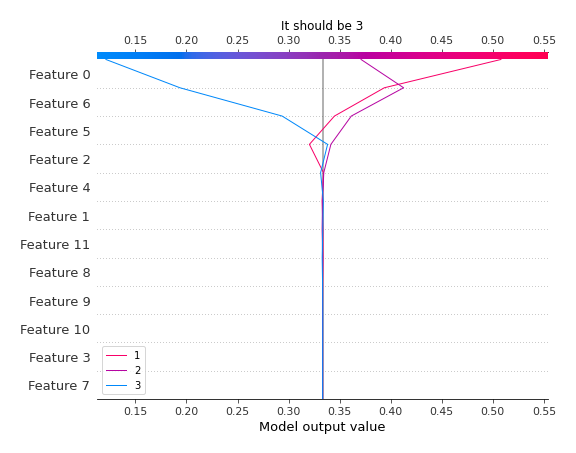 It should be 3
0.15 0.20 0.25 0.30 0.35 0.40 0.45 0.50 0.55
Feature 0
Feature 6
Feature 5
Feature 2
Feature 4
Feature 1
Feature 11
Feature 8
Feature 9
Feature 10
Feature 3
Feature 7
1
2
3
0.15 0.20 0.25 0.30 0.35 0.40 0.45 0.50 0.55
Model output value